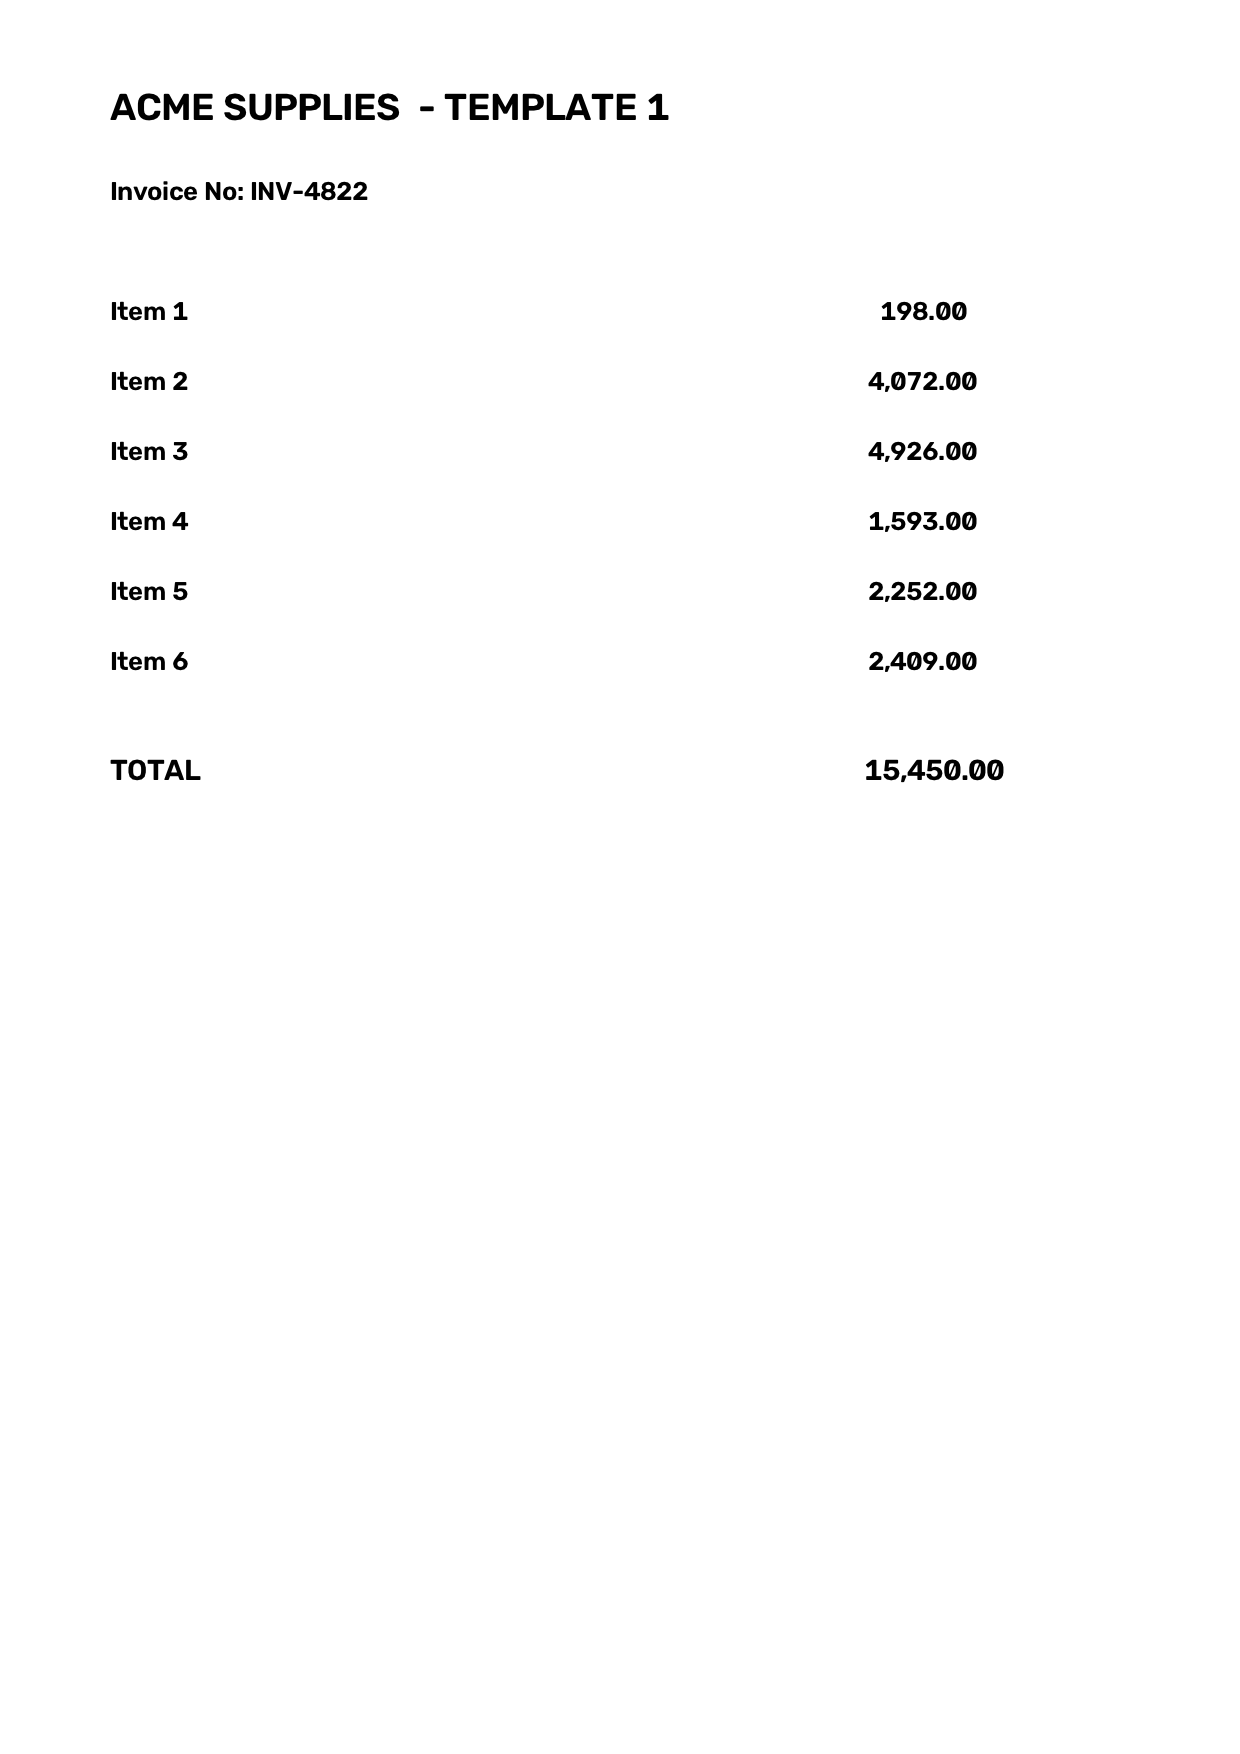 ACME SUPPLIES  - TEMPLATE 1
Invoice No: INV-4822
Item 1 198.00
Item 2 4,072.00
Item 3 4,926.00
Item 4 1,593.00
Item 5 2,252.00
Item 6 2,409.00
TOTAL 15,450.00